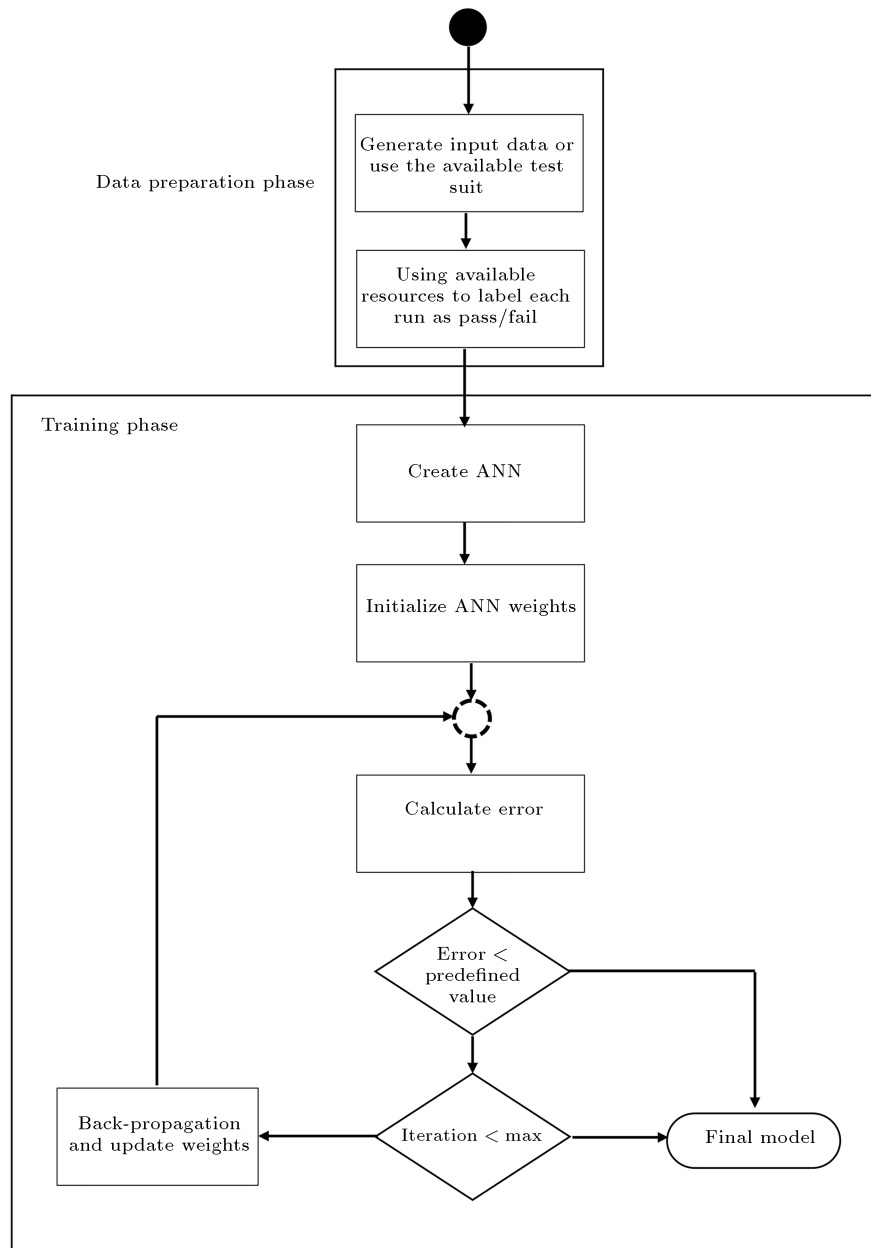 Generate input data or
use the available test
suit
Data preparation phase
Using available
resources to label each
run as pass/fail
Training phase
Create ANN
Initialize ANN weights
Calculate error
Error <
predefined
value
Back-propagation
and update weights
Iteration < max
Final model